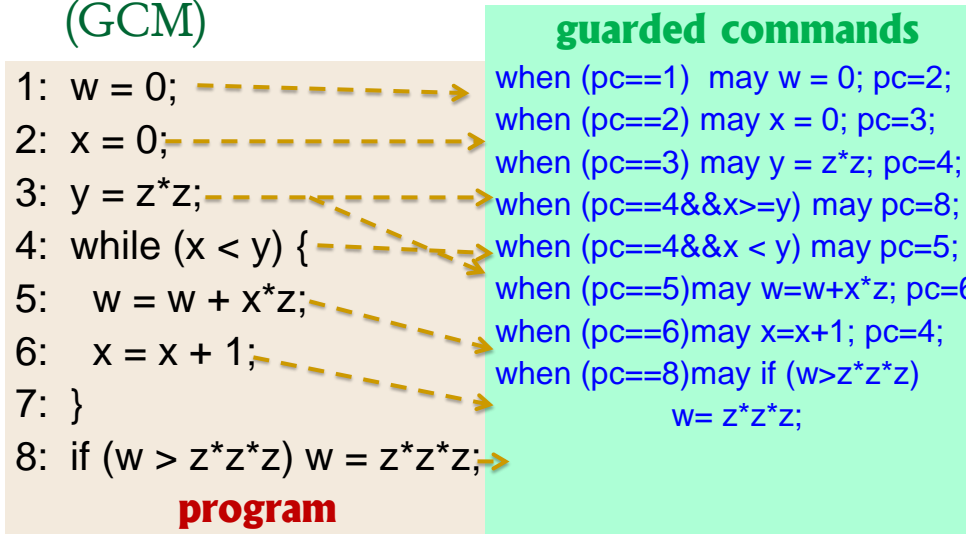 (GCM)
1: w = 0;
2: x = 0;
3: y = z*z;
4: while (x < y) {
5: w = w + x*z;
6: x = x + 1;
7: }
8: if (w > z*z*z) w = z*z*z;
program
guarded commands
when (pc==1) may w = 0; pc=2;
when (pc==2) may x = 0; pc=3;
when (pc==3) may y = z*z; pc=4;
when (pc==4&&x>=y) may pc=8;
when (pc==4&&x < y) may pc=5;
when (pc==5)may w=w+x*z; pc=6
when (pc==6)may x=x+1; pc=4;
when (pc==8)may if (w>z*z*z)
w= z*z*z;